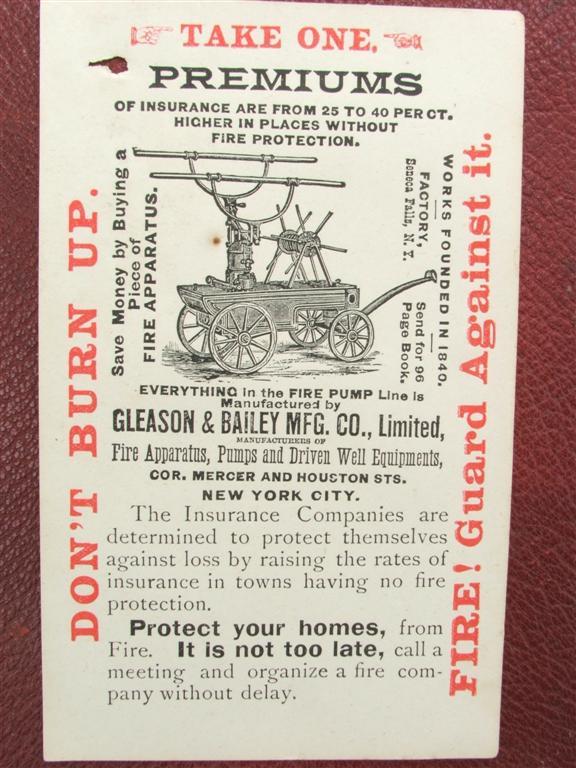 TAKE ONE.
PREMIUMS
OF INSURANCE ARE FROM 25 TO 40 PER CT.
HIGHER IN PLACES WITHOUT
FIRE PROTECTION.
DON'T BURN UP.
Save Money by Buying a
Piece of
FIRE APPARATUS.
FACTORY,
Seneca Falls, N. Y.
WORKS FOUNDED IN 1840.
Send for 96
Page Book.
FIRE! Guard Against it.
EVERYTHING in the FIRE PUMP Line is
Manufactured by
GLEASON & BAILEY MFG. CO., Limited,
MANUFACTURERS OF
Fire Apparatus, Pumps and Driven Well Equipments,
COR. MERCER AND HOUSTON STS.
NEW YORK CITY.
The Insurance Companies are
determined to protect themselves
against loss by raising the rates of
insurance in towns having no fire
protection.
Protect your homes, from
Fire. It is not too late, call a
meeting and organize a fire com-
pany without delay.